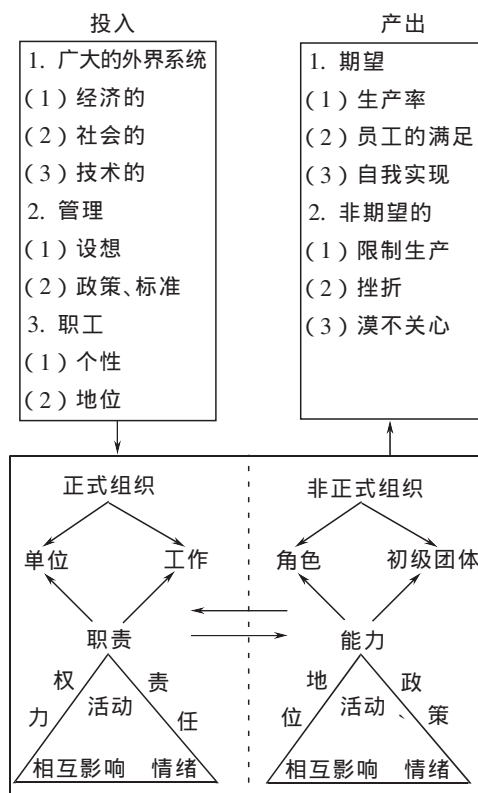 投入
1. 广大的外界系统
（1）经济的
（2）社会的
（3）技术的
2. 管理
（1）设想
（2）政策、标准
3. 职工
（1）个性
（2）地位
产出
1. 期望
（1）生产率
（2）员工的满足
（3）自我实现
2. 非期望的
（1）限制生产
（2）挫折
（3）漠不关心
正式组织
单位 工作
职责
权力 责任
活动
相互影响 情绪
非正式组织
角色 初级团体
能力
地位 政策
活动
相互影响 情绪